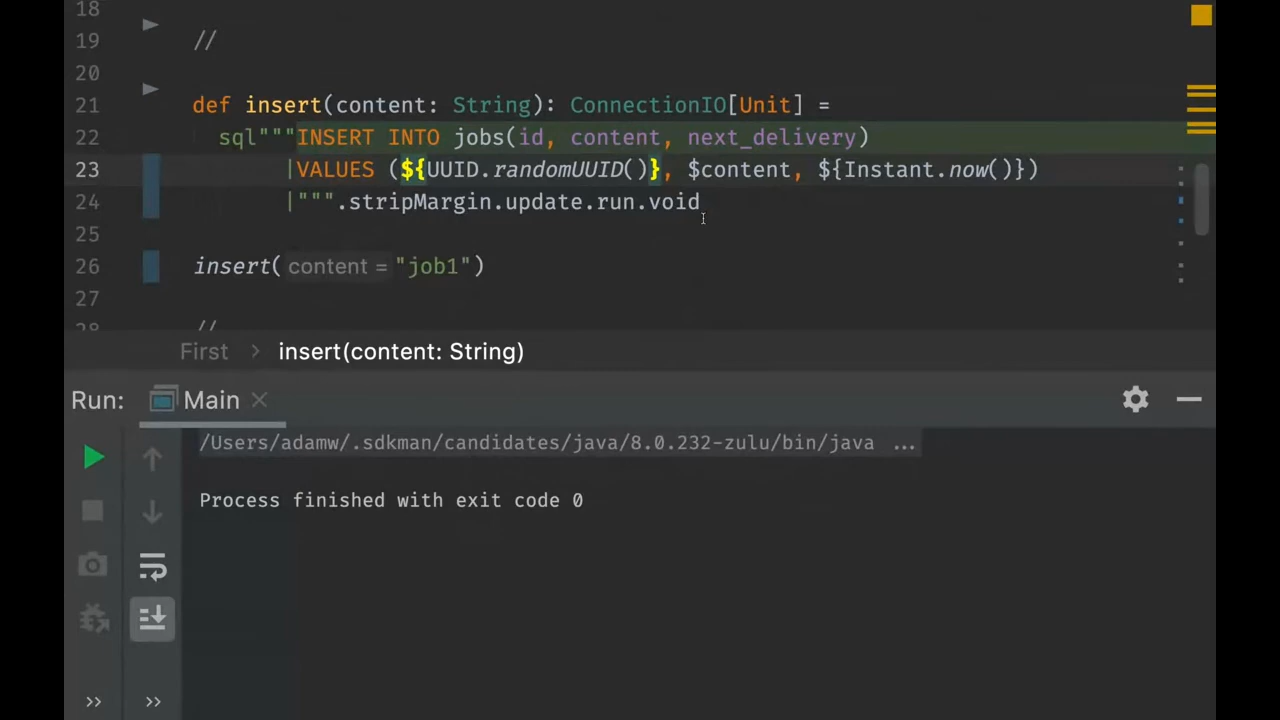 18
19 //
20
21 def insert(content: String): ConnectionIO[Unit] =
22 sql"""INSERT INTO jobs(id, content, next_delivery)
23 |VALUES (${UUID.randomUUID()}, $content, ${Instant.now()})
24 |""".stripMargin.update.run.void
25
26 insert( content = "job1")
27
28 //
First > insert(content: String)
Run: Main ×
/Users/adamw/.sdkman/candidates/java/8.0.232-zulu/bin/java ...
Process finished with exit code 0